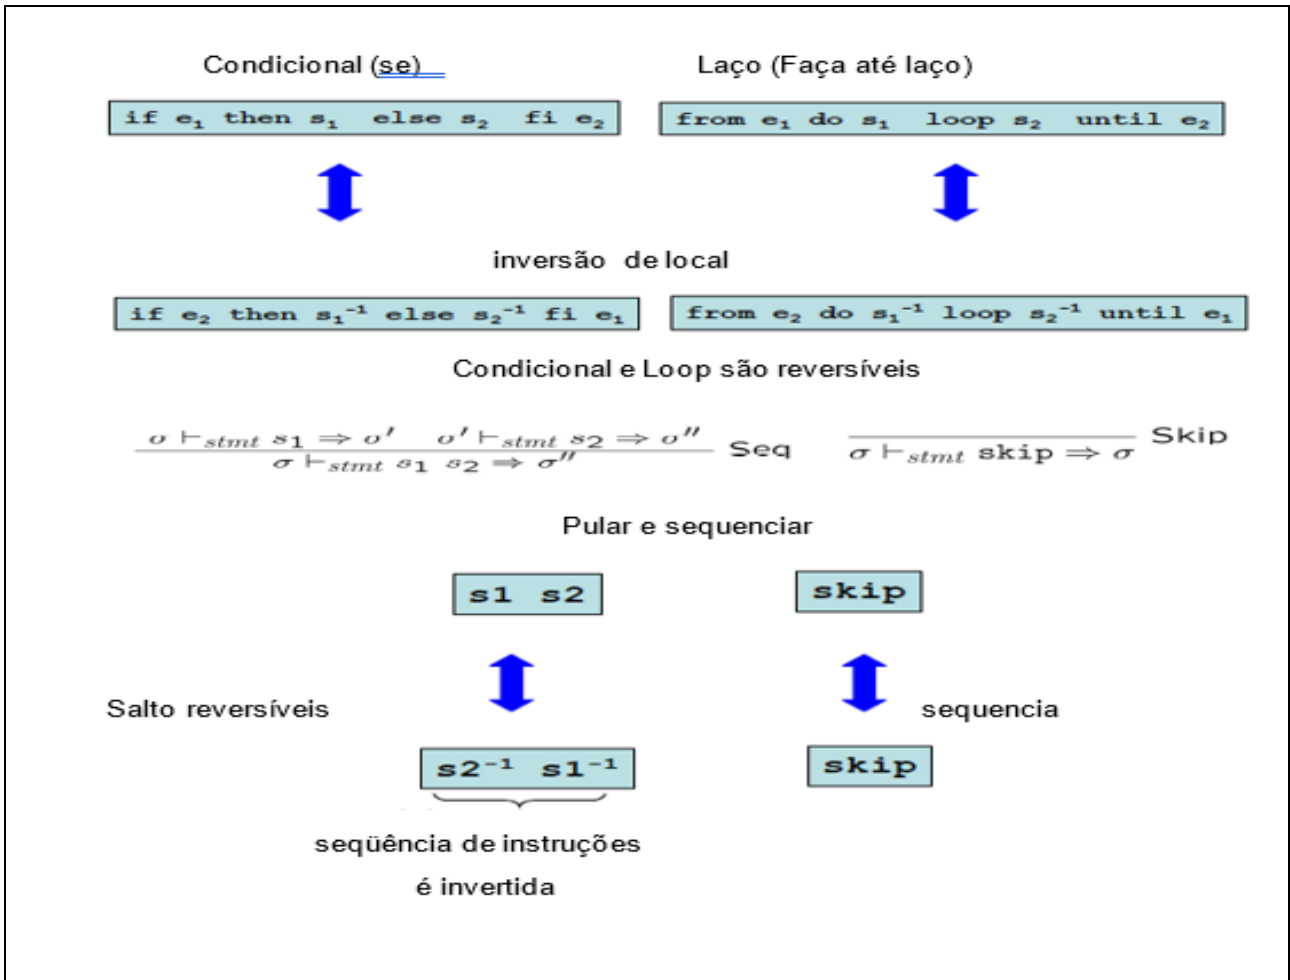 Condicional (se) Laço (Faça até laço)
if e₁ then s₁ else s₂ fi e₂ from e₁ do s₁ loop s₂ until e₂
inversão de local
if e₂ then s₁⁻¹ else s₂⁻¹ fi e₁ from e₂ do s₁⁻¹ loop s₂⁻¹ until e₁
Condicional e Loop são reversíveis
σ ⊢stmt s1 ⇒ σ′ σ′ ⊢stmt s2 ⇒ σ″
Seq
σ ⊢stmt s1 s2 ⇒ σ″
Skip
σ ⊢stmt skip ⇒ σ
Pular e sequenciar
s1 s2 skip
Salto reversíveis sequencia
s2⁻¹ s1⁻¹ skip
seqüência de instruções
é invertida